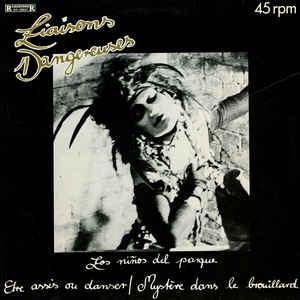 45 rpm
Liaisons
Dangereuses
Los niños del parque
Etre assis ou danser/Mystère dans le brouillard